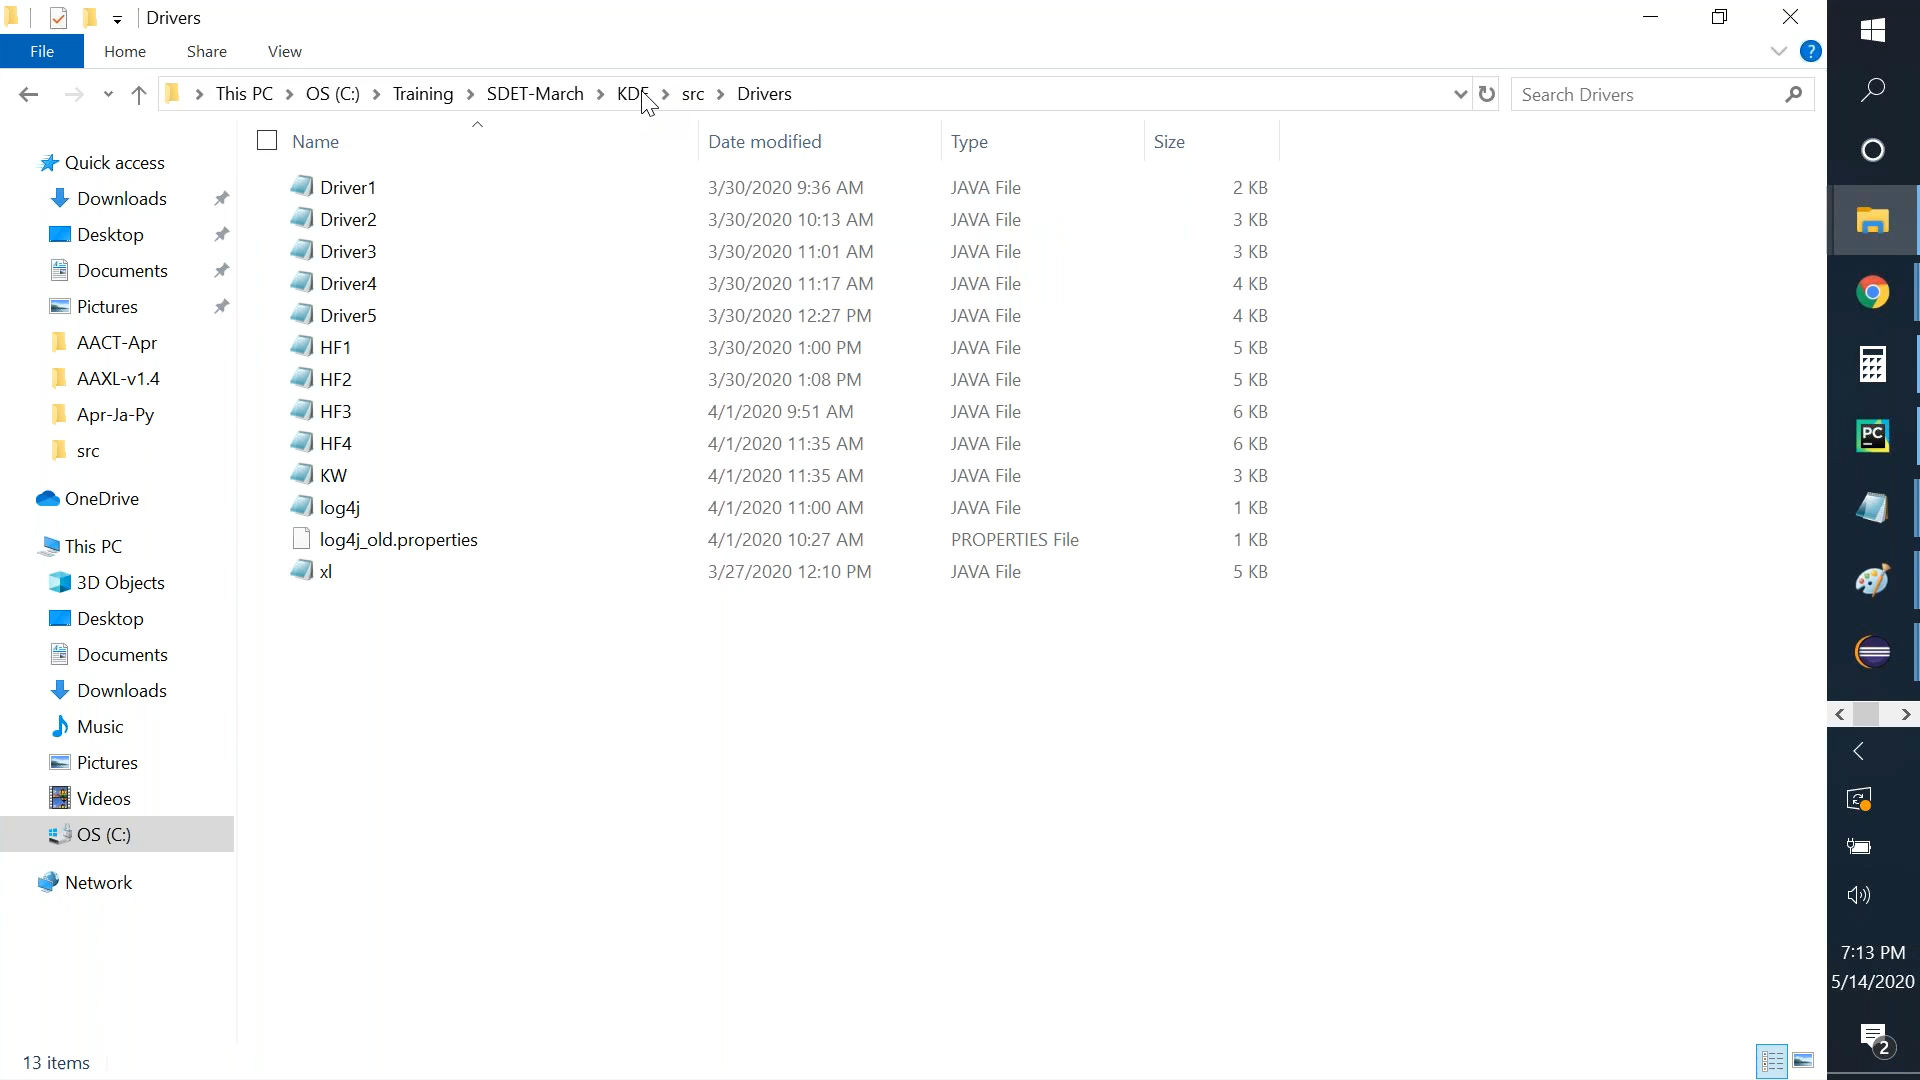 Drivers
File Home Share View ?
This PC OS (C:) Training SDET-March KDF src Drivers Search Drivers
Name Date modified Type Size
Quick access
Downloads
Desktop
Documents
Pictures
AACT-Apr
AAXL-v1.4
Apr-Ja-Py
src
OneDrive
This PC
3D Objects
Desktop
Documents
Downloads
Music
Pictures
Videos
OS (C:)
Network
Driver1 3/30/2020 9:36 AM JAVA File 2 KB
Driver2 3/30/2020 10:13 AM JAVA File 3 KB
Driver3 3/30/2020 11:01 AM JAVA File 3 KB
Driver4 3/30/2020 11:17 AM JAVA File 4 KB
Driver5 3/30/2020 12:27 PM JAVA File 4 KB
HF1 3/30/2020 1:00 PM JAVA File 5 KB
HF2 3/30/2020 1:08 PM JAVA File 5 KB
HF3 4/1/2020 9:51 AM JAVA File 6 KB
HF4 4/1/2020 11:35 AM JAVA File 6 KB
KW 4/1/2020 11:35 AM JAVA File 3 KB
log4j 4/1/2020 11:00 AM JAVA File 1 KB
log4j_old.properties 4/1/2020 10:27 AM PROPERTIES File 1 KB
xl 3/27/2020 12:10 PM JAVA File 5 KB
13 items
PC
7:13 PM
5/14/2020
2